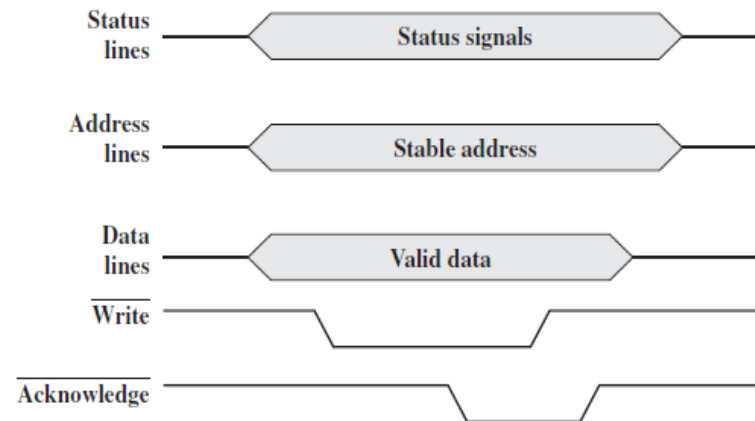 Status
lines
Status signals
Address
lines
Stable address
Data
lines
Valid data
Write
Acknowledge